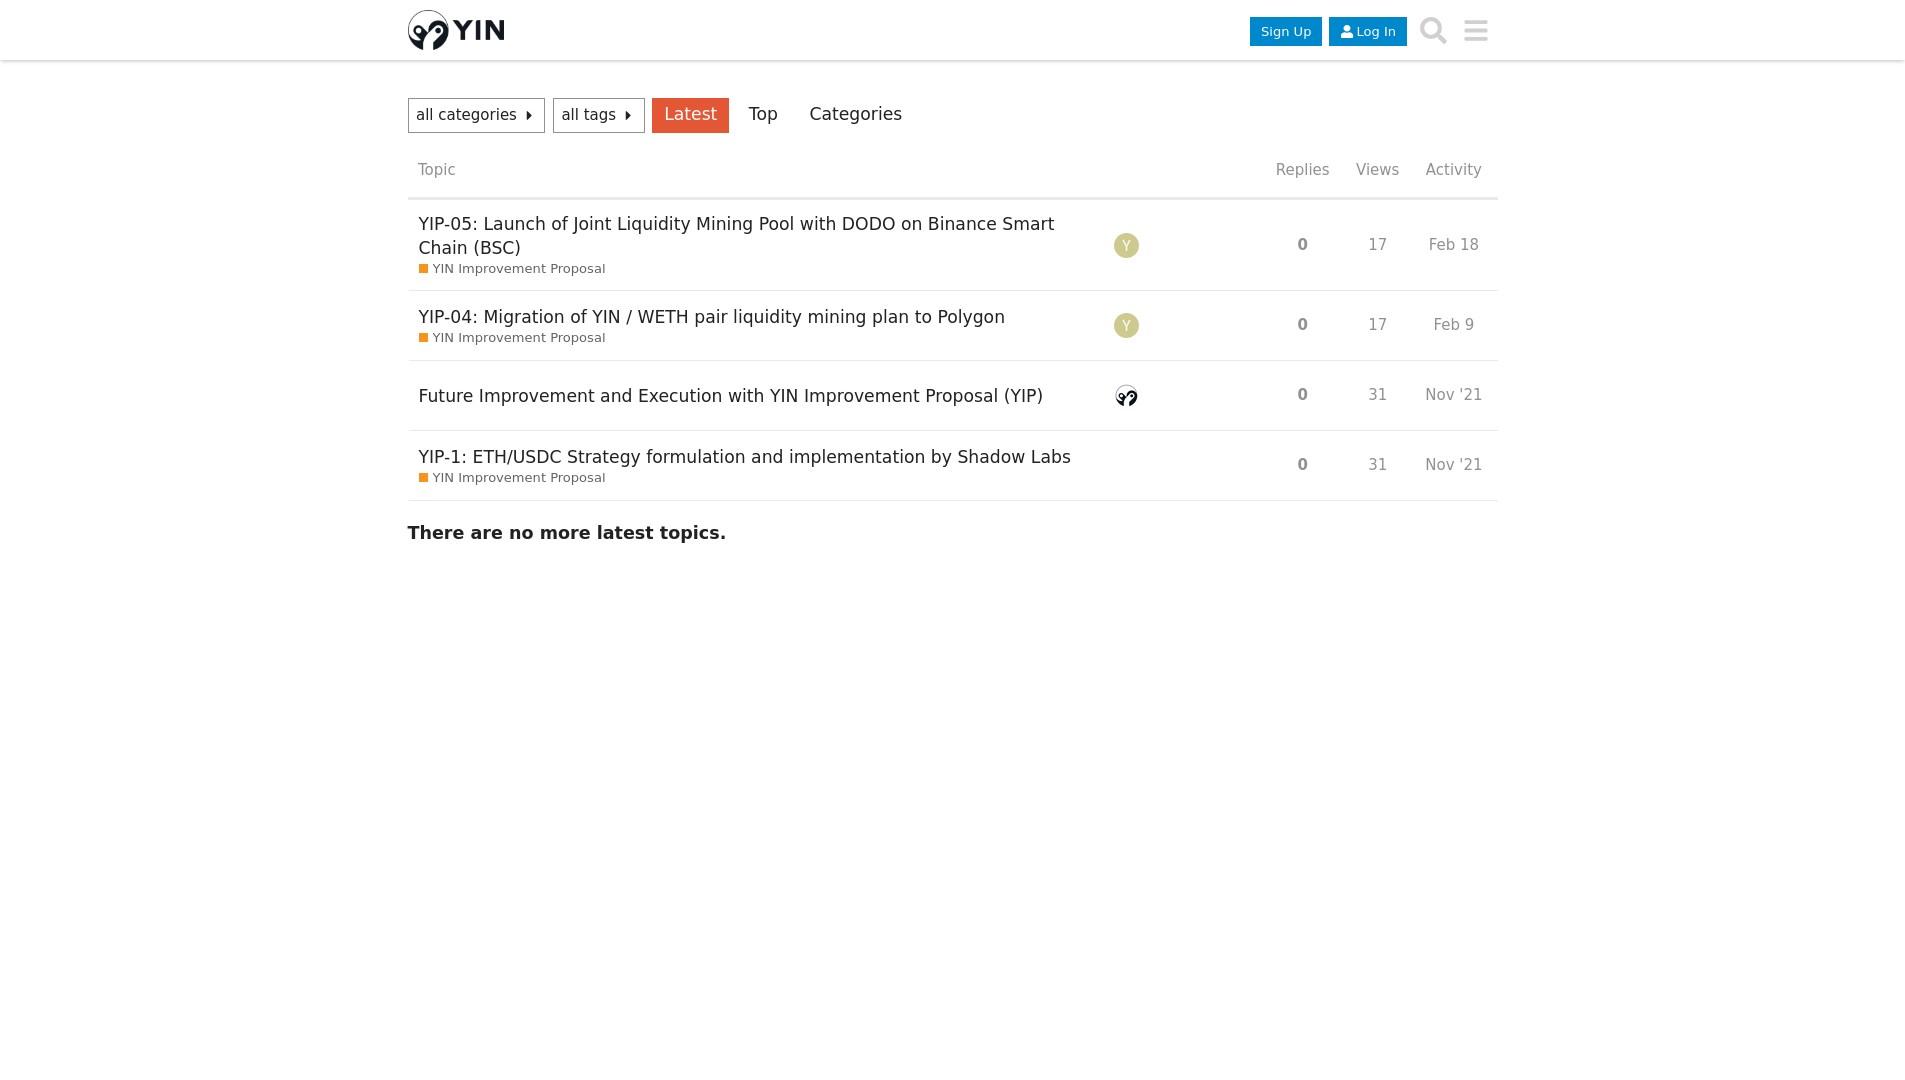 YIN
Sign Up
Log In
all categories
all tags
Latest
Top
Categories
Topic
Replies
Views
Activity
YIP-05: Launch of Joint Liquidity Mining Pool with DODO on Binance Smart
Chain (BSC)
YIN Improvement Proposal
Y
0
17
Feb 18
YIP-04: Migration of YIN / WETH pair liquidity mining plan to Polygon
YIN Improvement Proposal
Y
0
17
Feb 9
Future Improvement and Execution with YIN Improvement Proposal (YIP)
0
31
Nov '21
YIP-1: ETH/USDC Strategy formulation and implementation by Shadow Labs
YIN Improvement Proposal
0
31
Nov '21
There are no more latest topics.